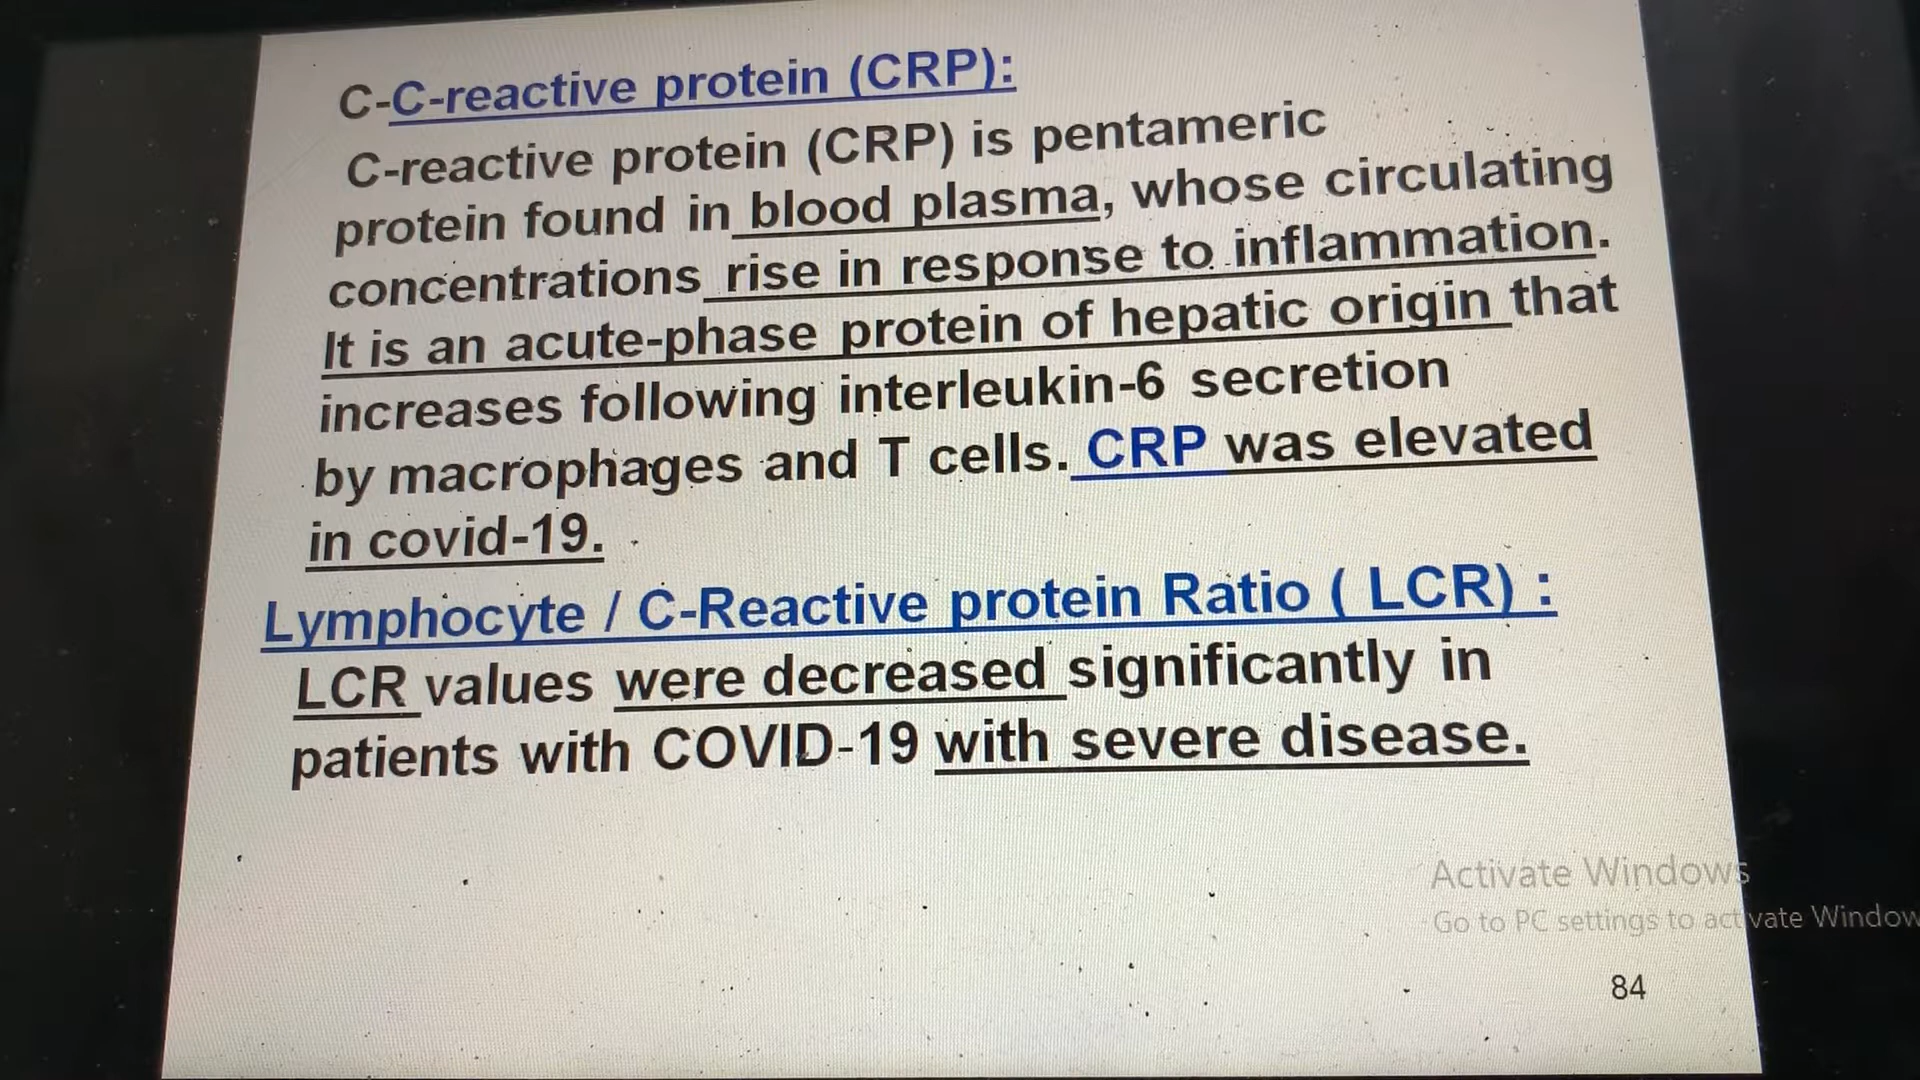 C-C-reactive protein (CRP):
C-reactive protein (CRP) is pentameric
protein found in blood plasma, whose circulating
concentrations rise in response to inflammation.
It is an acute-phase protein of hepatic origin that
increases following interleukin-6 secretion
by macrophages and T cells. CRP was elevated
in covid-19.
Lymphocyte / C-Reactive protein Ratio ( LCR) :
LCR values were decreased significantly in
patients with COVID-19 with severe disease.
Activate Windows
Go to PC settings to activate Window
84